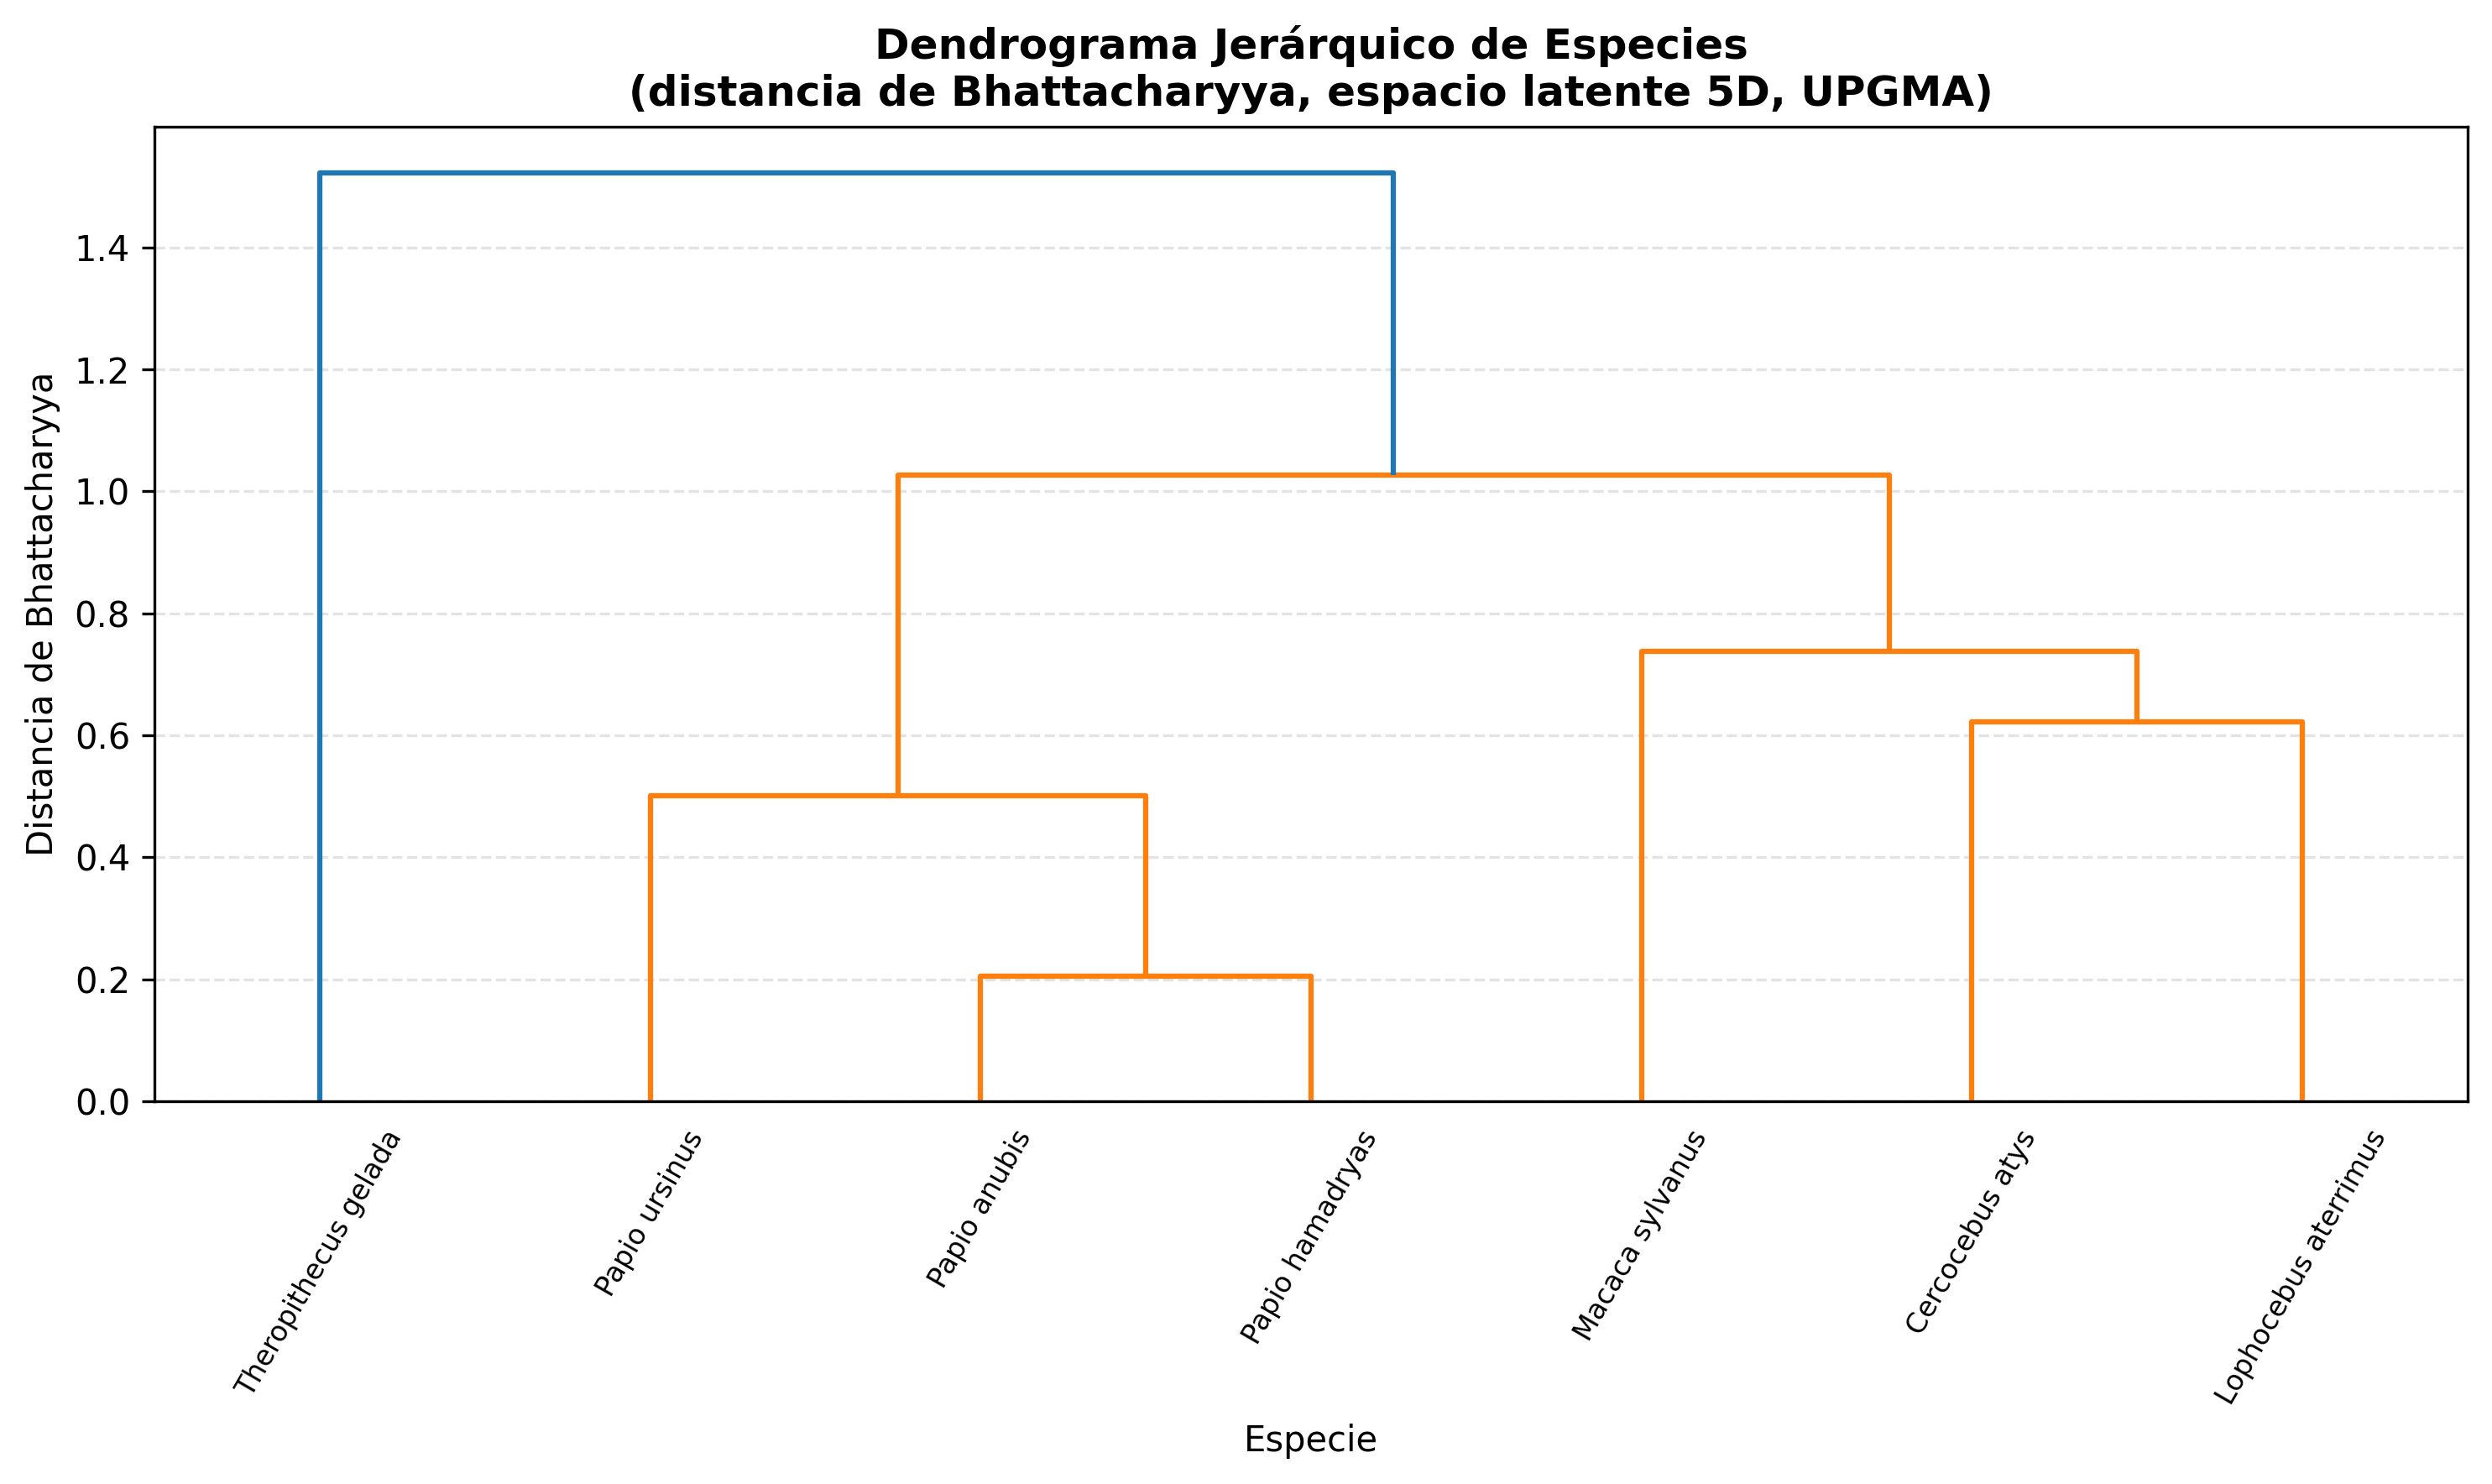 Dendrograma Jerárquico de Especies
(distancia de Bhattacharyya, espacio latente 5D, UPGMA)
Distancia de Bhattacharyya
1.4
1.2
1.0
0.8
0.6
0.4
0.2
0.0
Theropithecus gelada
Papio ursinus
Papio anubis
Papio hamadryas
Macaca sylvanus
Cercocebus atys
Lophocebus aterrimus
Especie